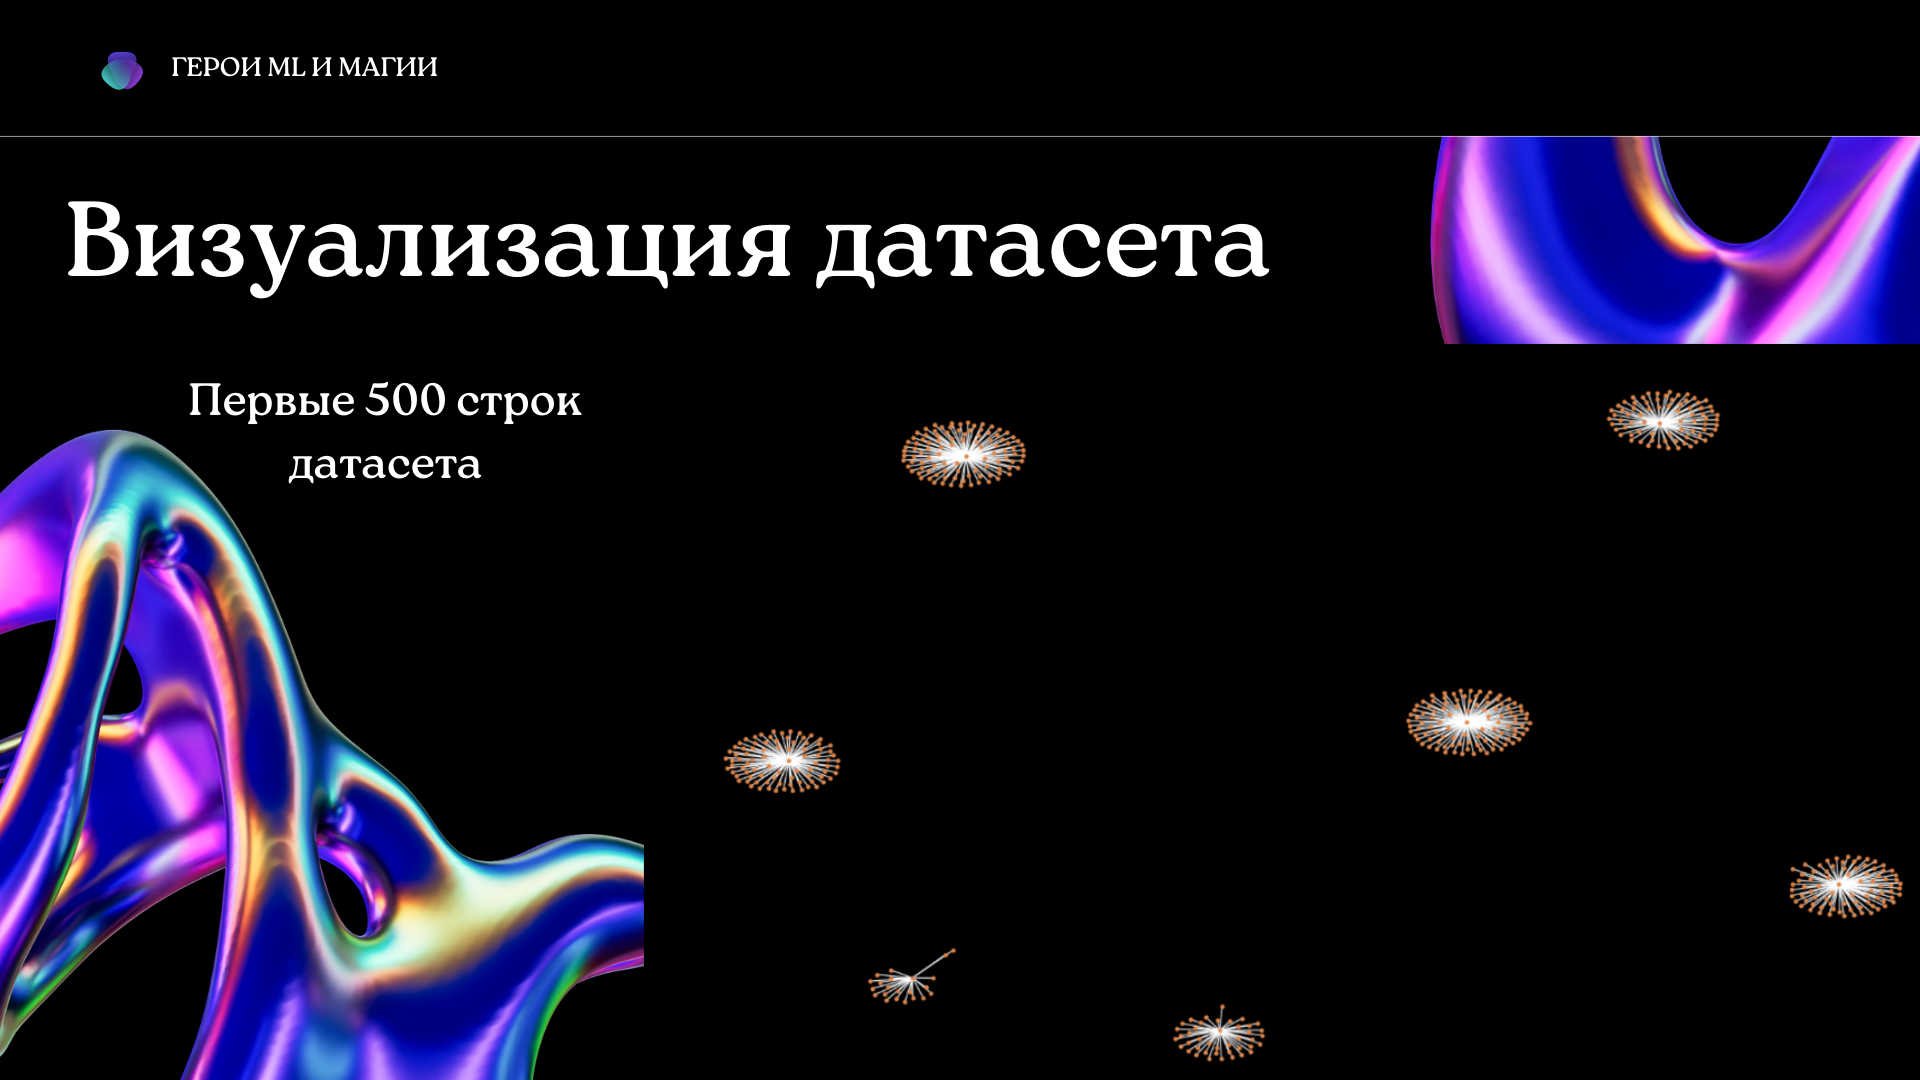 ГЕРОИ ML И МАГИИ
Визуализация датасета
Первые 500 строк
датасета